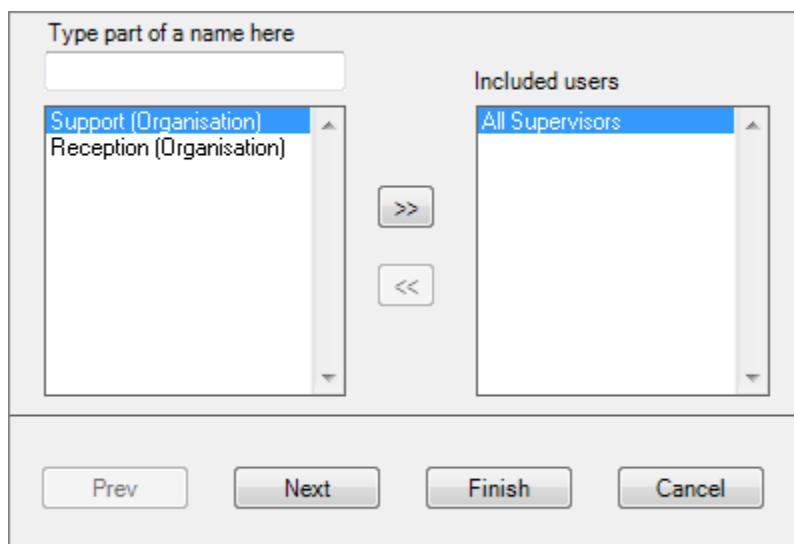 Type part of a name here
Support (Organisation)
Reception (Organisation)
>>
<<
Included users
All Supervisors
Prev
Next
Finish
Cancel